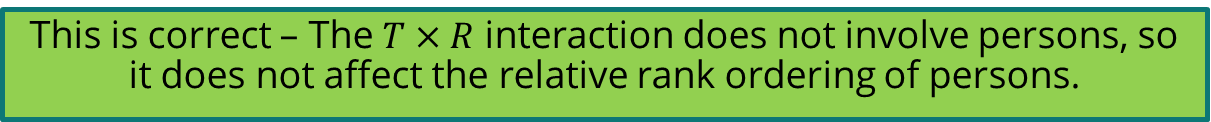 This is correct – The T × R interaction does not involve persons, so
it does not affect the relative rank ordering of persons.